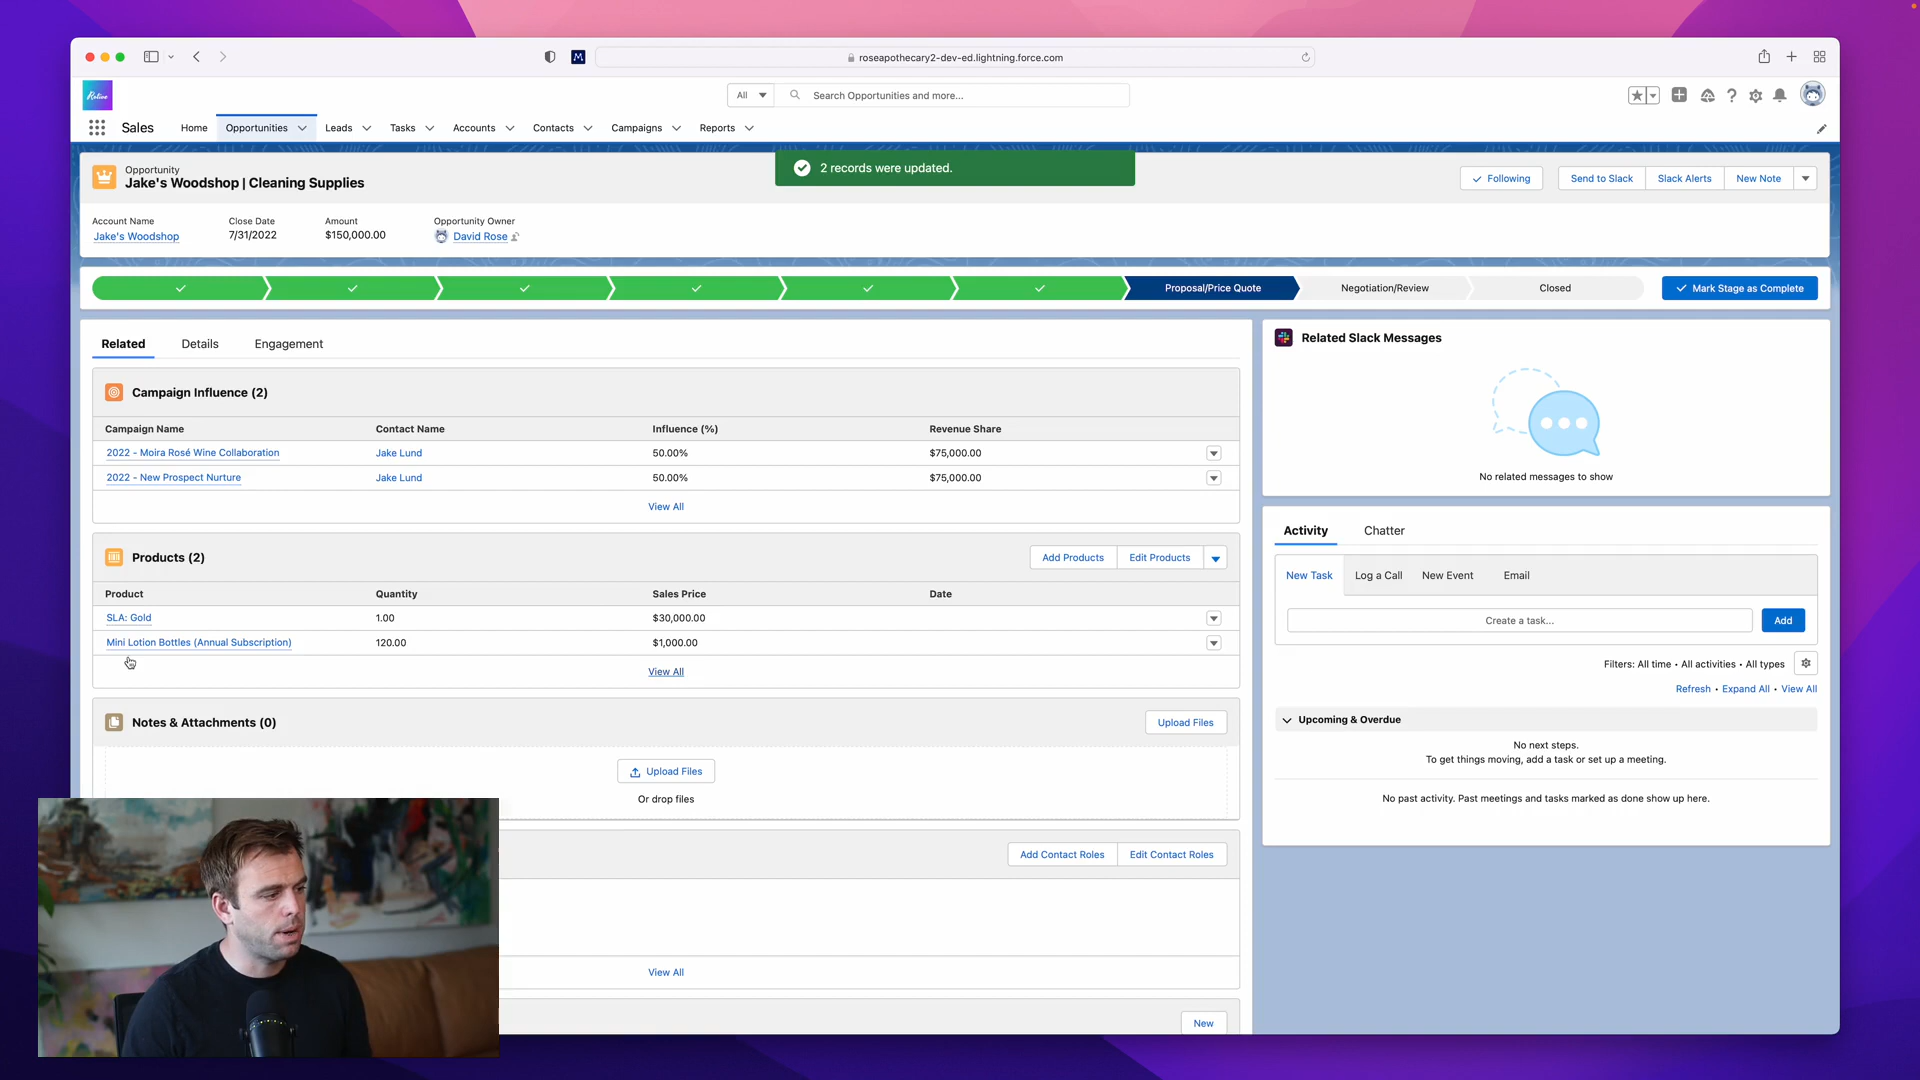 M
roseapothecary2-dev-ed.lightning.force.com
All
Search Opportunities and more...
Sales
Home
Opportunities
Leads
Tasks
Accounts
Contacts
Campaigns
Reports
2 records were updated.
Opportunity
Jake's Woodshop | Cleaning Supplies
Following
Send to Slack
Slack Alerts
New Note
Account Name
Close Date
Amount
Opportunity Owner
Jake's Woodshop
7/31/2022
$150,000.00
David Rose
Proposal/Price Quote
Negotiation/Review
Closed
Mark Stage as Complete
Related
Details
Engagement
Campaign Influence (2)
Campaign Name
Contact Name
Influence (%)
Revenue Share
2022 - Moira Rosé Wine Collaboration
Jake Lund
50.00%
$75,000.00
2022 - New Prospect Nurture
Jake Lund
50.00%
$75,000.00
View All
Products (2)
Add Products
Edit Products
Product
Quantity
Sales Price
Date
SLA: Gold
1.00
$30,000.00
Mini Lotion Bottles (Annual Subscription)
120.00
$1,000.00
View All
Notes & Attachments (0)
Upload Files
Upload Files
Or drop files
Add Contact Roles
Edit Contact Roles
View All
New
Related Slack Messages
No related messages to show
Activity
Chatter
New Task
Log a Call
New Event
Email
Create a task...
Add
Filters: All time • All activities • All types
Refresh • Expand All • View All
Upcoming & Overdue
No next steps.
To get things moving, add a task or set up a meeting.
No past activity. Past meetings and tasks marked as done show up here.